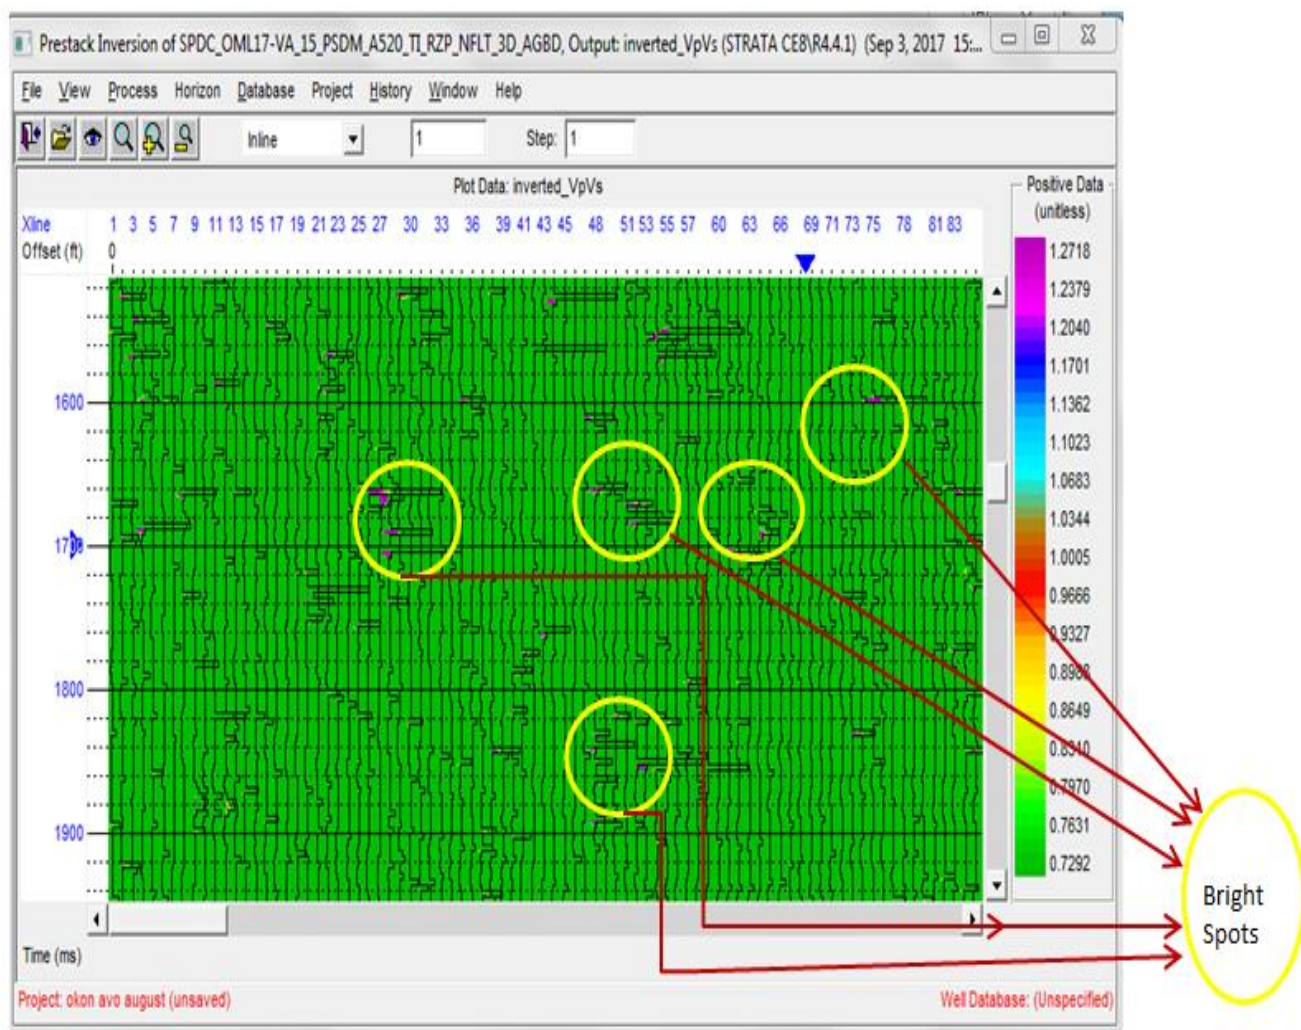 Prestack Inversion of SPDC_OML17-VA_15_PSDM_A520_TI_RZP_NFLT_3D_AGBD, Output: inverted_VpVs (STRATA CE8\R4.4.1) (Sep 3, 2017 15:...
File View Process Horizon Database Project History Window Help
Inline 1 Step: 1
Plot Data: inverted_VpVs
Positive Data
(unitless)
Xline 1 3 5 7 9 11 13 15 17 19 21 23 25 27 30 33 36 39 41 43 45 48 51 53 55 57 60 63 66 69 71 73 75 78 81 83
Offset (ft) 0
1.2718
1.2379
1.2040
1.1701
1.1362
1.1023
1.0683
1.0344
1.0005
0.9666
0.9327
0.8988
0.8649
0.8310
0.7970
0.7631
0.7292
1600
1800
1900
Bright
Spots
Time (ms)
Project: okon avo august (unsaved) Well Database: (Unspecified)